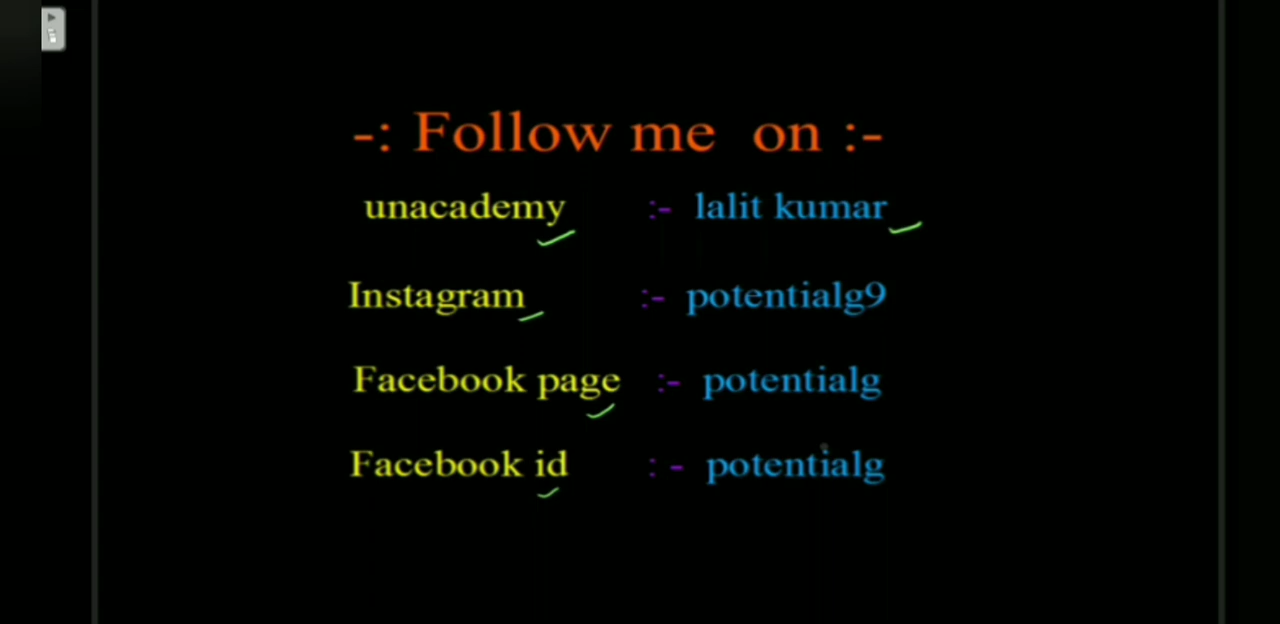 -: Follow me on :-
unacademy :- lalit kumar
Instagram :- potentialg9
Facebook page :- potentialg
Facebook id : - potentialg